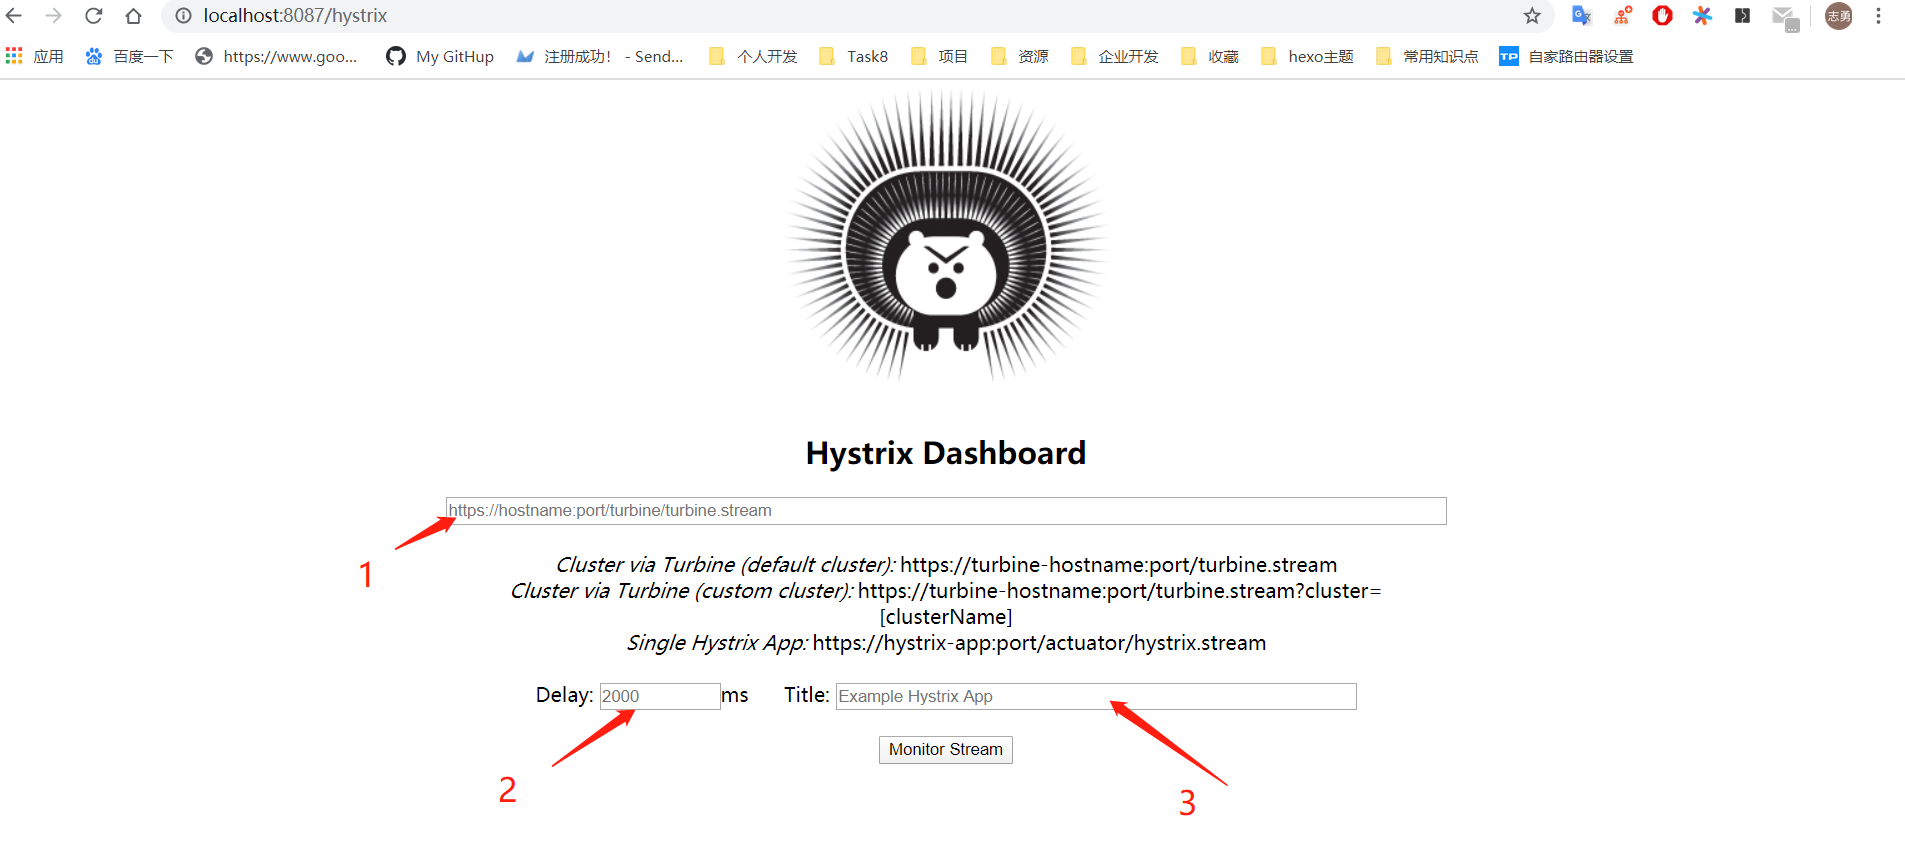 localhost:8087/hystrix
志勇
应用 百度一下 https://www.goo... My GitHup 注册成功！ - Send... 个人开发 Task8 项目 资源 企业开发 收藏 hexo主题 常用知识点 TP 自家路由器设置
Hystrix Dashboard
https://hostname:port/turbine/turbine.stream
1
Cluster via Turbine (default cluster): https://turbine-hostname:port/turbine.stream
Cluster via Turbine (custom cluster): https://turbine-hostname:port/turbine.stream?cluster=
[clusterName]
Single Hystrix App: https://hystrix-app:port/actuator/hystrix.stream
Delay: 2000 ms Title: Example Hystrix App
Monitor Stream
2
3